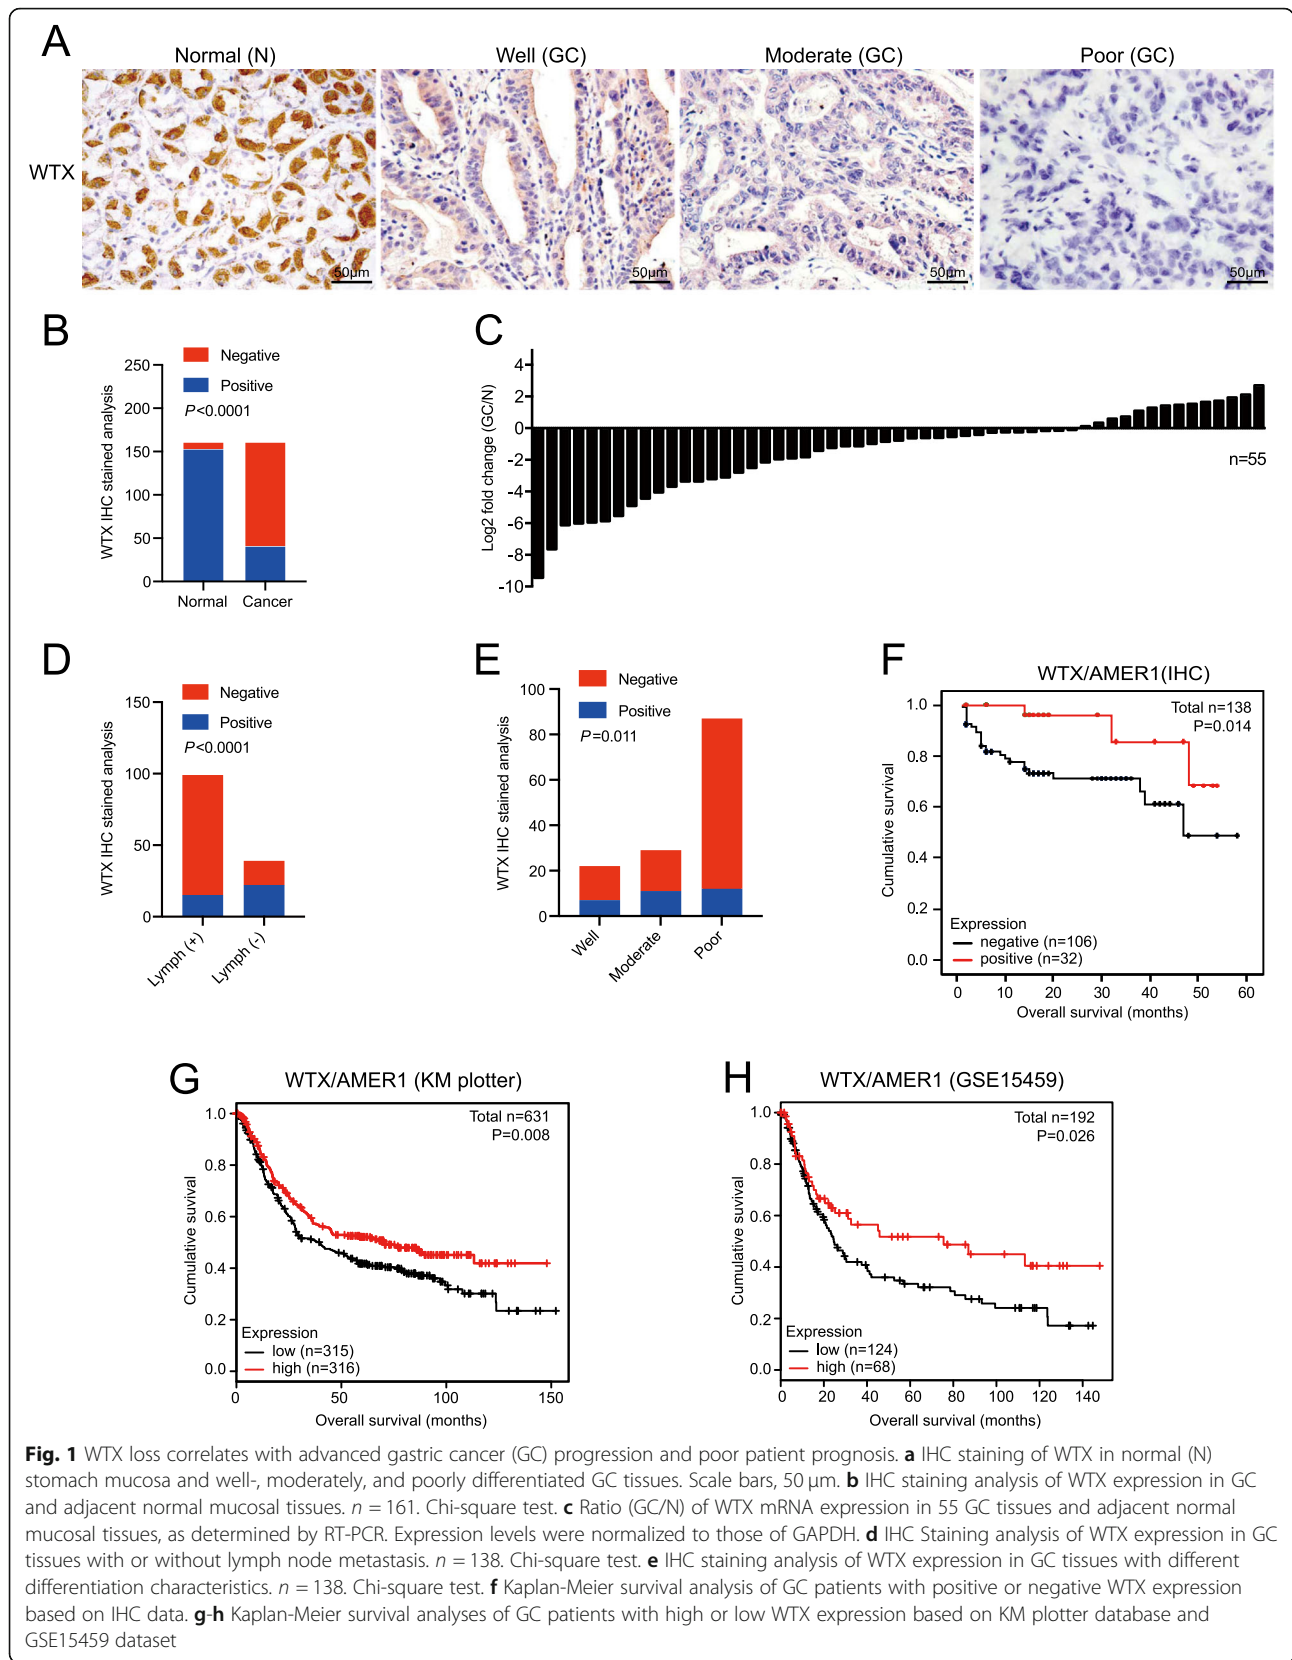 A
Normal (N)
Well (GC)
Moderate (GC)
Poor (GC)
WTX
50μm
50μm
50μm
50μm
B
Negative
Positive
P<0.0001
WTX IHC stained analysis
250
200
150
100
50
0
Normal
Cancer
C
Log2 fold change (GC/N)
4
2
0
-2
-4
-6
-8
-10
n=55
D
Negative
Positive
P<0.0001
WTX IHC stained analysis
150
100
50
0
Lymph (+)
Lymph (-)
E
Negative
Positive
P=0.011
WTX IHC stained analysis
100
80
60
40
20
0
Well
Moderate
Poor
F
WTX/AMER1(IHC)
Total n=138
P=0.014
Cumulative survival
1.0
0.8
0.6
0.4
0.2
0.0
Expression
negative (n=106)
positive (n=32)
0 10 20 30 40 50 60
Overall survival (months)
G
WTX/AMER1 (KM plotter)
Total n=631
P=0.008
Cumulative survival
1.0
0.8
0.6
0.4
0.2
0.0
Expression
low (n=315)
high (n=316)
0 50 100 150
Overall survival (months)
H
WTX/AMER1 (GSE15459)
Total n=192
P=0.026
Cumulative survival
1.0
0.8
0.6
0.4
0.2
0.0
Expression
low (n=124)
high (n=68)
0 20 40 60 80 100 120 140
Overall survival (months)
Fig. 1 WTX loss correlates with advanced gastric cancer (GC) progression and poor patient prognosis. a IHC staining of WTX in normal (N)
stomach mucosa and well-, moderately, and poorly differentiated GC tissues. Scale bars, 50 μm. b IHC staining analysis of WTX expression in GC
and adjacent normal mucosal tissues. n = 161. Chi-square test. c Ratio (GC/N) of WTX mRNA expression in 55 GC tissues and adjacent normal
mucosal tissues, as determined by RT-PCR. Expression levels were normalized to those of GAPDH. d IHC Staining analysis of WTX expression in GC
tissues with or without lymph node metastasis. n = 138. Chi-square test. e IHC staining analysis of WTX expression in GC tissues with different
differentiation characteristics. n = 138. Chi-square test. f Kaplan-Meier survival analysis of GC patients with positive or negative WTX expression
based on IHC data. g-h Kaplan-Meier survival analyses of GC patients with high or low WTX expression based on KM plotter database and
GSE15459 dataset